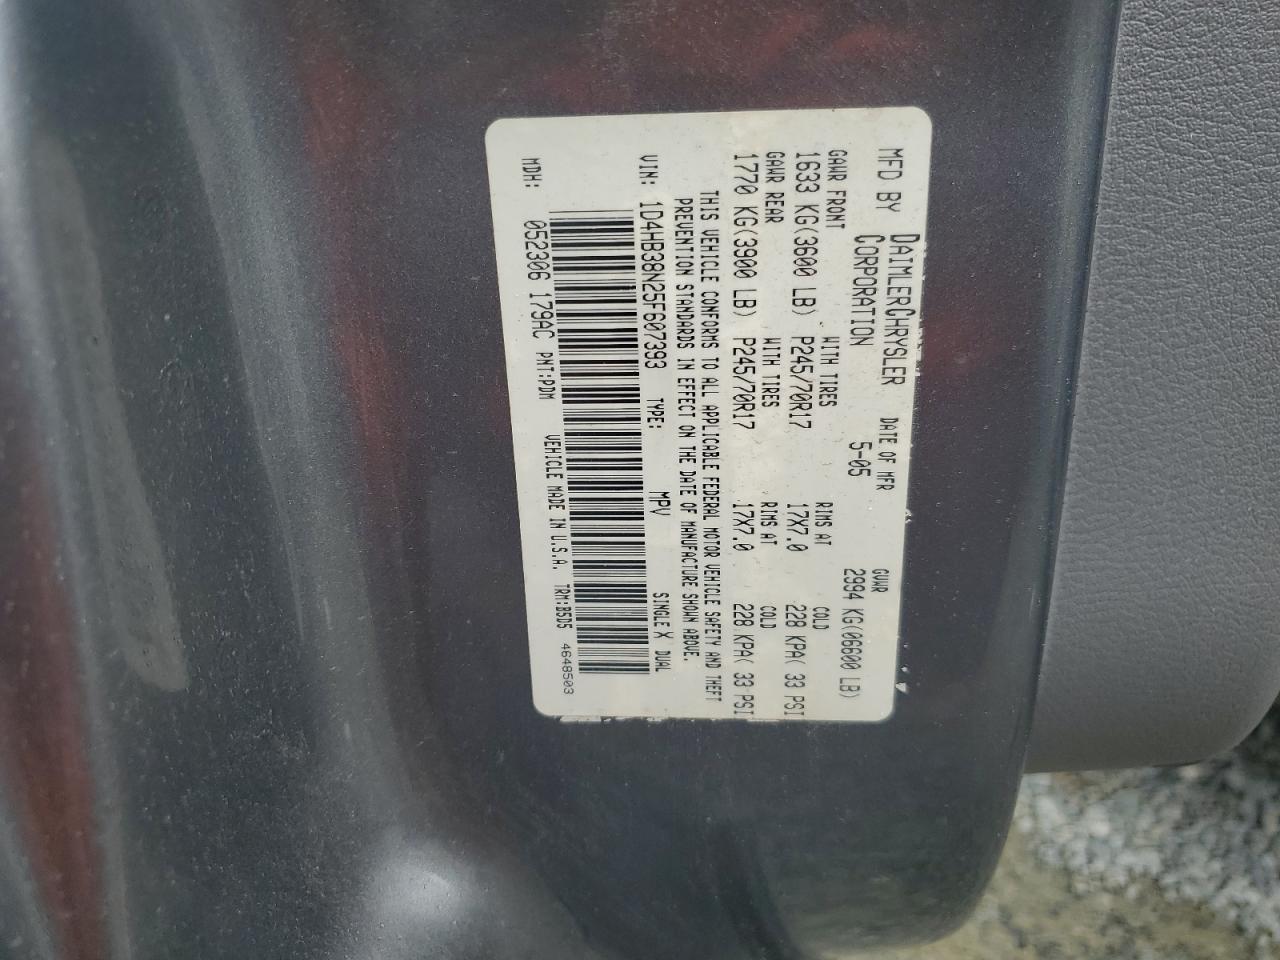 MFD BY DAIMLERCHRYSLER CORPORATION
DATE OF MFR 5-05
GVWR 2994 KG(06600 LB)
GAWR FRONT WITH TIRES RIMS AT COLD
1633 KG(3600 LB) P245/70R17 17X7.0 228 KPA( 33 PSI
GAWR REAR WITH TIRES RIMS AT COLD
1770 KG(3900 LB) P245/70R17 17X7.0 228 KPA( 33 PSI
THIS VEHICLE CONFORMS TO ALL APPLICABLE FEDERAL MOTOR VEHICLE SAFETY AND THEFT
PREVENTION STANDARDS IN EFFECT ON THE DATE OF MANUFACTURE SHOWN ABOVE.
VIN: 1D4HB38N25F607393 TYPE: MPV SINGLE X DUAL
MDH: 052306 179AC PNT:PDM VEHICLE MADE IN U.S.A. TRM:B5D5 4648503